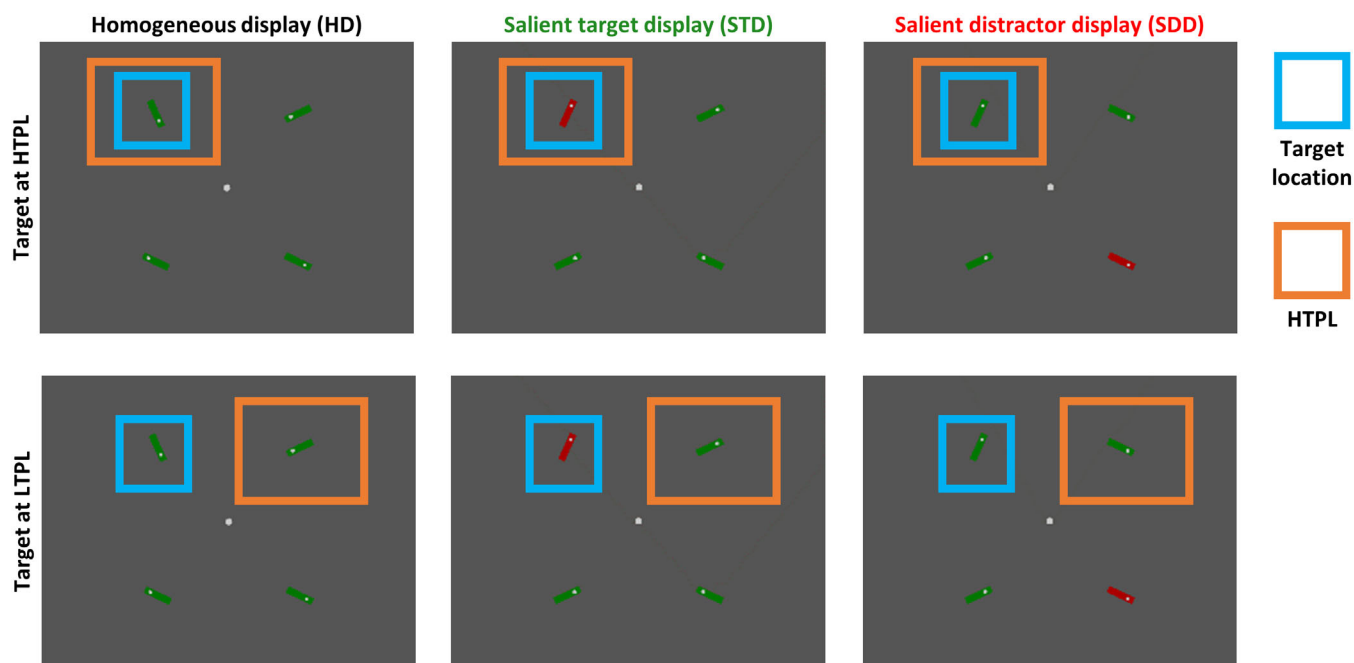 Homogeneous display (HD)
Salient target display (STD)
Salient distractor display (SDD)
Target at HTPL
Target
location
HTPL
Target at LTPL